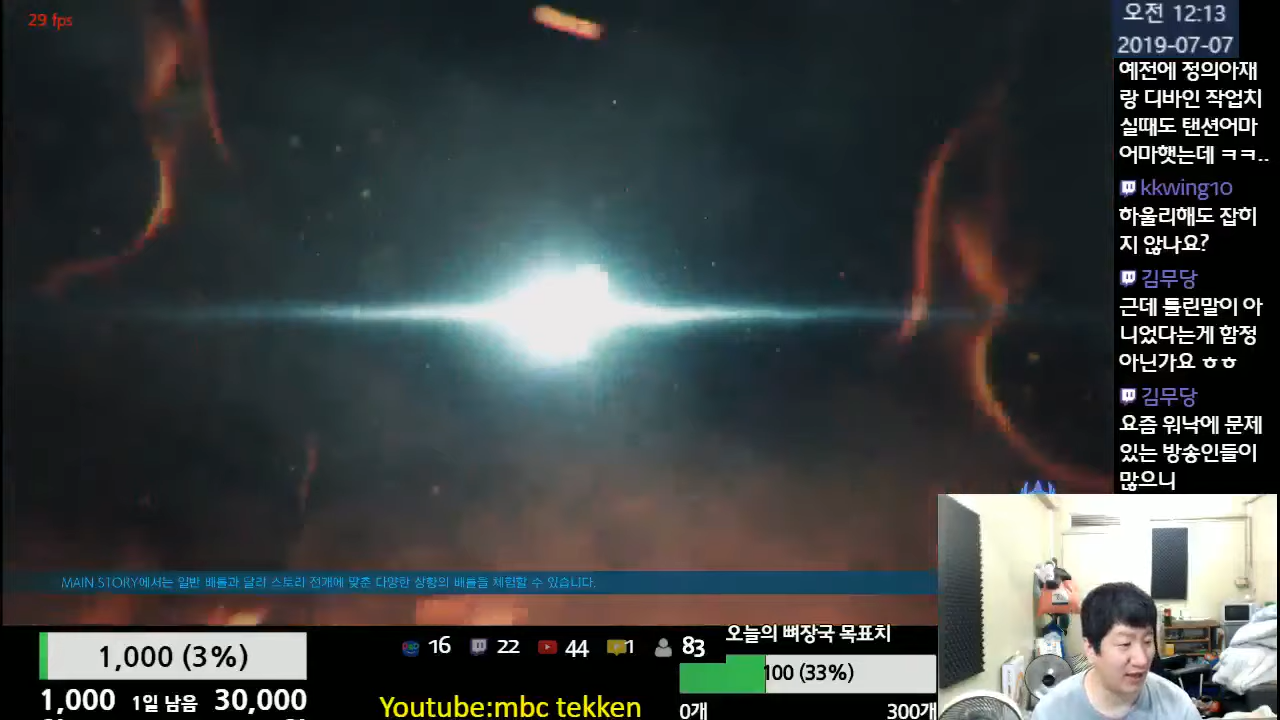 29 fps
오전 12:13
2019-07-07
예전에 정의아재
랑 디바인 작업치
실때도 탠션어마
어마햇는데 ㅋㅋ..
kkwing10
하울리해도 잡히
지 않나요?
김무당
근데 틀린말이 아
니었다는게 함정
아닌가요 ㅎㅎ
김무당
요즘 워낙에 문제
있는 방송인들이
많으니
MAIN STORY에서는 일반 배틀과 달리 스토리 전개에 맞춘 다양한 상황의 배틀을 체험할 수 있습니다.
1,000 (3%)
1,000 1일 남음 30,000
16 22 44 1 83
오늘의 뼈장국 목표치
100 (33%)
0개 300개
Youtube:mbc tekken